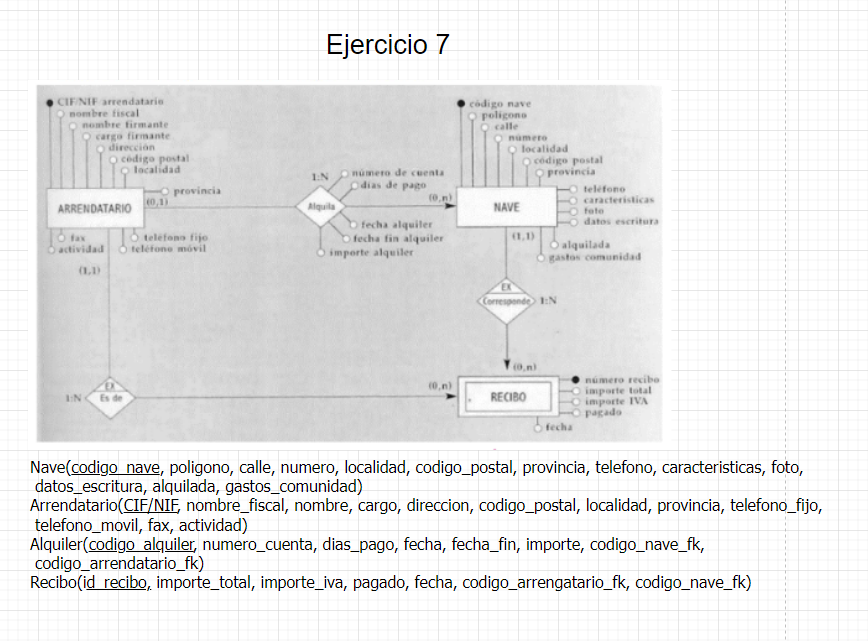 Ejercicio 7
CIF/NIF arrendatario
nombre fiscal
nombre firmante
cargo firmante
dirección
código postal
localidad
provincia
(0,1)
ARRENDATARIO
fax
actividad
teléfono fijo
teléfono móvil
(1,1)
1:N
número de cuenta
días de pago
(0,n)
Alquila
fecha alquiler
fecha fin alquiler
importe alquiler
código nave
polígono
calle
número
localidad
código postal
provincia
NAVE
teléfono
características
foto
datos escritura
(1,1)
alquilada
gastos comunidad
EX
Corresponde
1:N
(0,n)
1:N
EX
Es de
(0,n)
RECIBO
número recibo
importe total
importe IVA
pagado
fecha
Nave(codigo_nave, poligono, calle, numero, localidad, codigo_postal, provincia, telefono, caracteristicas, foto,
datos_escritura, alquilada, gastos_comunidad)
Arrendatario(CIF/NIF, nombre_fiscal, nombre, cargo, direccion, codigo_postal, localidad, provincia, telefono_fijo,
telefono_movil, fax, actividad)
Alquiler(codigo_alquiler, numero_cuenta, dias_pago, fecha, fecha_fin, importe, codigo_nave_fk,
codigo_arrendatario_fk)
Recibo(id_recibo, importe_total, importe_iva, pagado, fecha, codigo_arrengatario_fk, codigo_nave_fk)